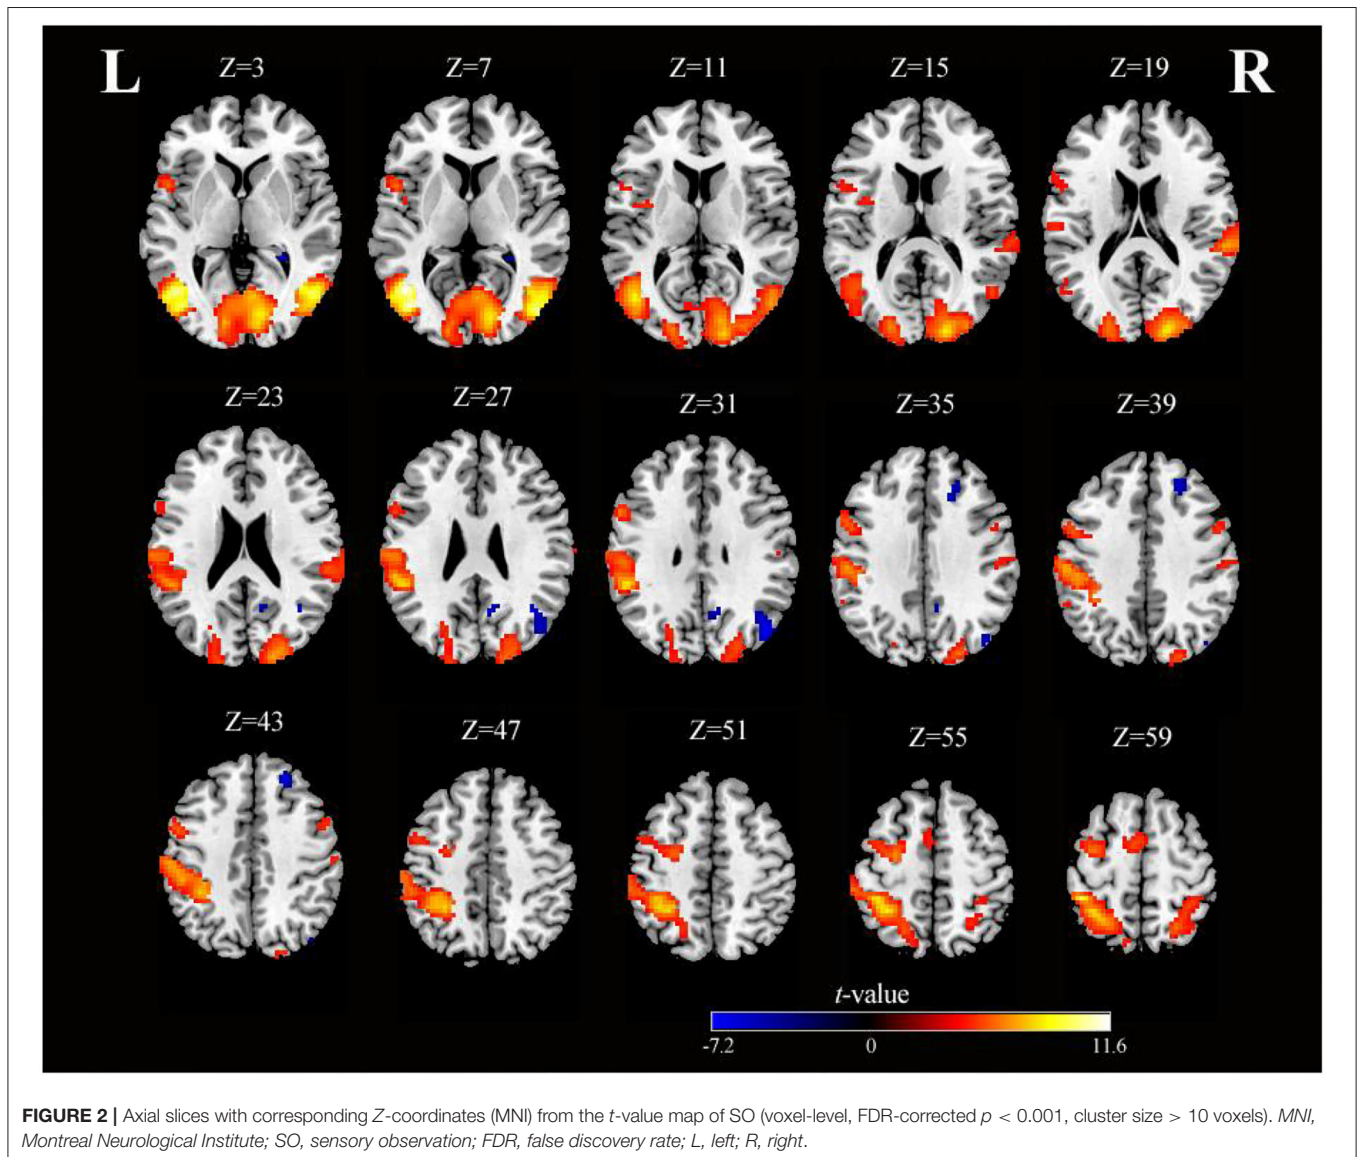 L R
Z=3 Z=7 Z=11 Z=15 Z=19
Z=23 Z=27 Z=31 Z=35 Z=39
Z=43 Z=47 Z=51 Z=55 Z=59
t-value
-7.2 0 11.6
FIGURE 2 | Axial slices with corresponding Z-coordinates (MNI) from the t-value map of SO (voxel-level, FDR-corrected p < 0.001, cluster size > 10 voxels). MNI,
Montreal Neurological Institute; SO, sensory observation; FDR, false discovery rate; L, left; R, right.